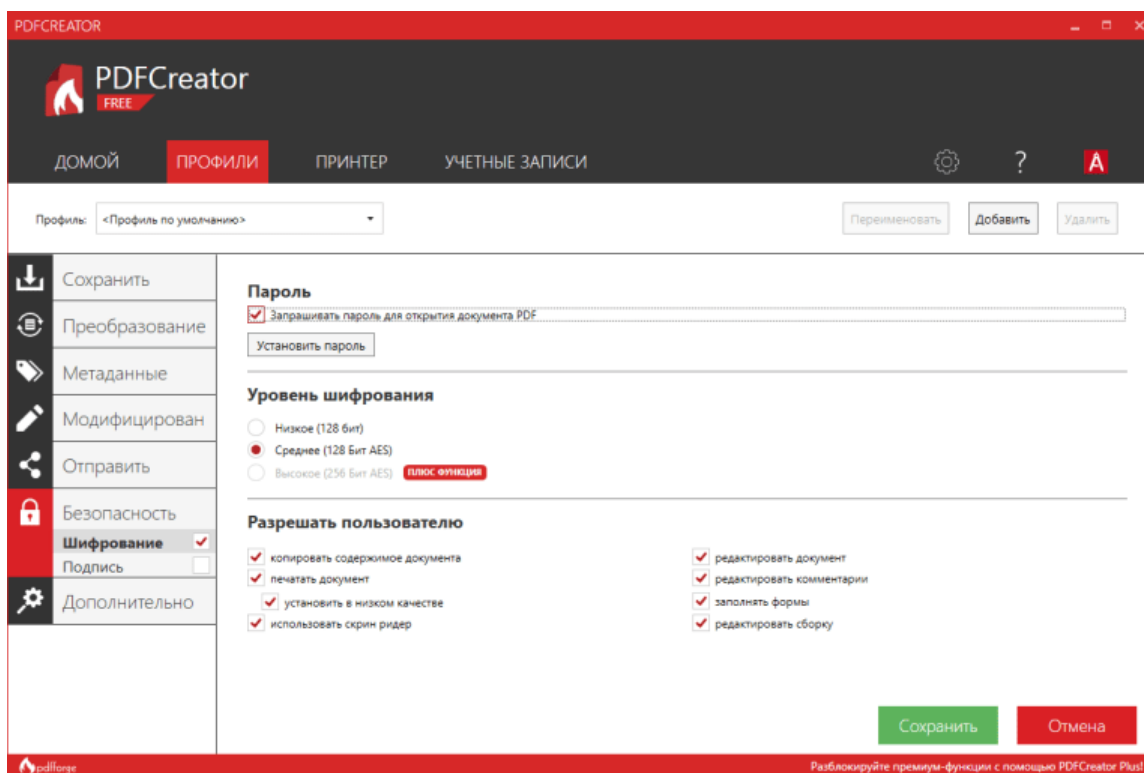 PDFCREATOR
PDFCreator
FREE
ДОМОЙ ПРОФИЛИ ПРИНТЕР УЧЕТНЫЕ ЗАПИСИ ?
Профиль: <Профиль по умолчанию> Переименовать Добавить Удалить
Сохранить
Преобразование
Метаданные
Модифицирован
Отправить
Безопасность
Шифрование
Подпись
Дополнительно
Пароль
Запрашивать пароль для открытия документа PDF
Установить пароль
Уровень шифрования
Низкое (128 бит)
Среднее (128 Бит AES)
Высокое (256 Бит AES) ПЛЮС ФУНКЦИЯ
Разрешать пользователю
копировать содержимое документа
печатать документ
установить в низком качестве
использовать скрин ридер
редактировать документ
редактировать комментарии
заполнять формы
редактировать сборку
Сохранить Отмена
pdfforge Разблокируйте премиум-функции с помощью PDFCreator Plus!